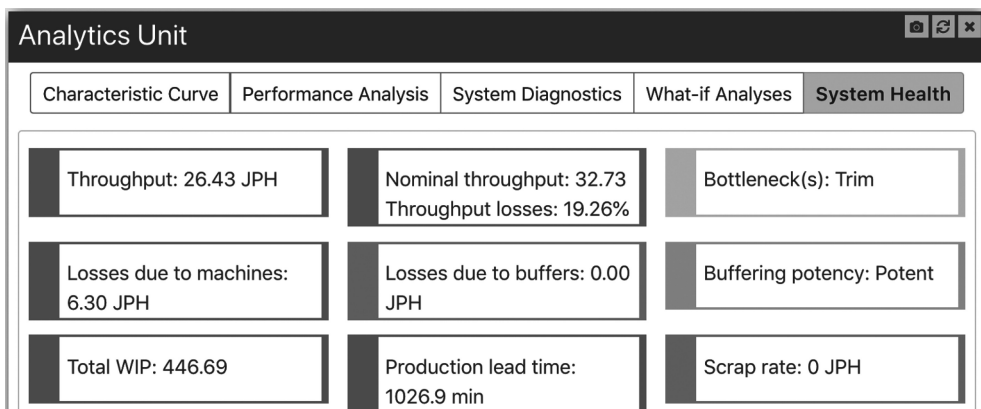 Analytics Unit
Characteristic Curve Performance Analysis System Diagnostics What-if Analyses System Health
Throughput: 26.43 JPH
Nominal throughput: 32.73
Throughput losses: 19.26%
Bottleneck(s): Trim
Losses due to machines:
6.30 JPH
Losses due to buffers: 0.00
JPH
Buffering potency: Potent
Total WIP: 446.69
Production lead time:
1026.9 min
Scrap rate: 0 JPH